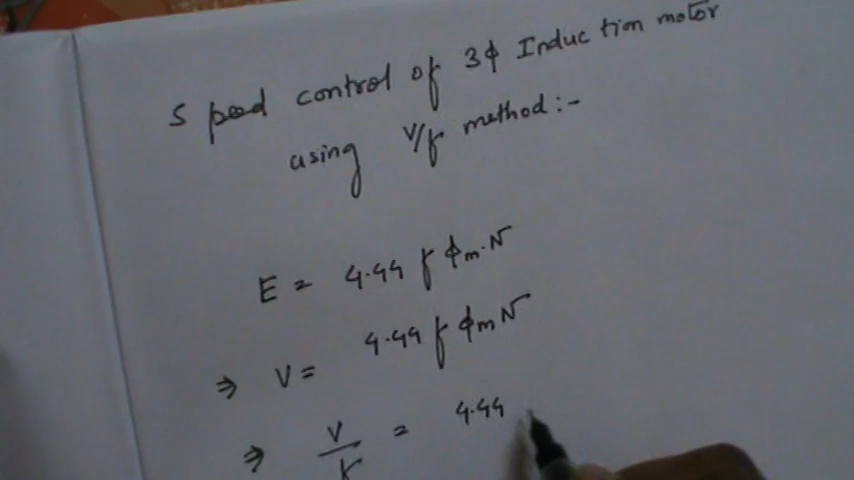 Speed control of 3ϕ Induction motor
using V/f method:-
E = 4.44 f ϕm.N
⇒ V = 4.44 f ϕm N
⇒ V/f = 4.44